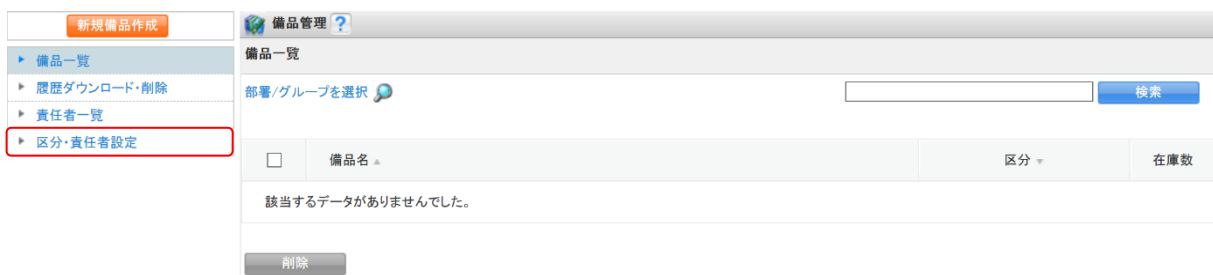 新規備品作成
備品一覧
履歴ダウンロード・削除
責任者一覧
区分・責任者設定
備品管理 ?
備品一覧
部署/グループを選択
検索
備品名 区分 在庫数
該当するデータがありませんでした。
削除